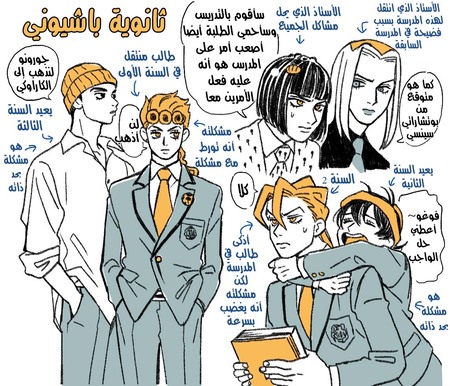 ثانوية باشيوني
الأستاذ الذي انتقل
لهذه المدرسة بسبب
فضيحة في المدرسة
السابقة
الأستاذ الذي يحل
مشاكل الجميع
سأقوم بالتدريس
وسأحمي الطلبة أيضا
أصعب أمر على
المدرس هو أنه
عليه فعل
الأمرين معا
كما هو
متوقع
من
بوتشاراتي
سينسي
طالب منتقل
في السنة الأولى
جورونو
لنذهب إلى
الكاراوكي
يعيد السنة
الثالثة
هو
مشكلة
بحد
ذاته
لن
أذهب
مشكلته
أنه تورط
مع مشكلة
يعيد السنة
الثانية
السنة 2
كلا
فوغو~
أعطني
حل
الواجب
أذكى
طالب في
المدرسة
لكن
مشكلته
أنه يغضب
بسرعة
هو
مشكلة
بحد ذاته